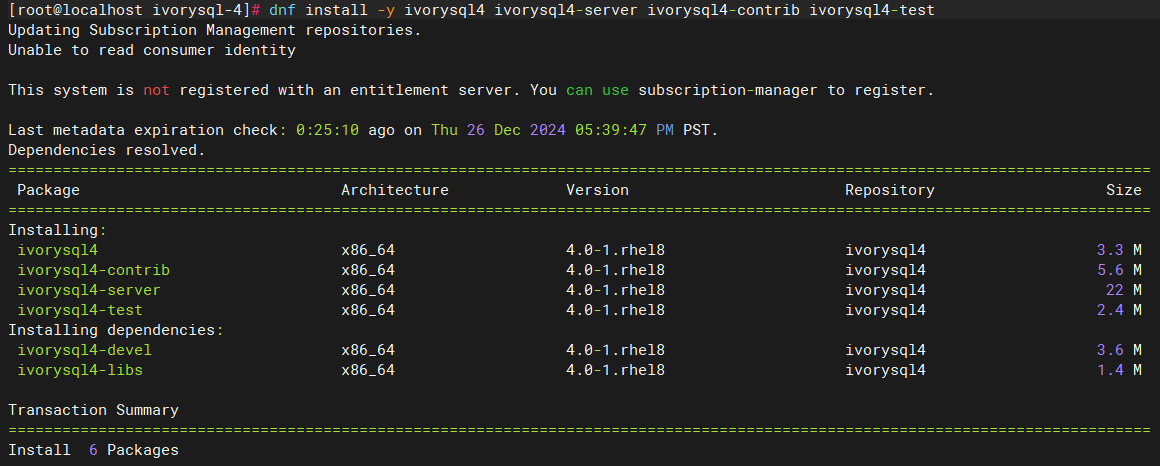 [root@localhost ivorysql-4]# dnf install -y ivorysql4 ivorysql4-server ivorysql4-contrib ivorysql4-test
Updating Subscription Management repositories.
Unable to read consumer identity
This system is not registered with an entitlement server. You can use subscription-manager to register.
Last metadata expiration check: 0:25:10 ago on Thu 26 Dec 2024 05:39:47 PM PST.
Dependencies resolved.
===============================================================================================================================
Package Architecture Version Repository Size
===============================================================================================================================
Installing:
ivorysql4 x86_64 4.0-1.rhel8 ivorysql4 3.3 M
ivorysql4-contrib x86_64 4.0-1.rhel8 ivorysql4 5.6 M
ivorysql4-server x86_64 4.0-1.rhel8 ivorysql4 22 M
ivorysql4-test x86_64 4.0-1.rhel8 ivorysql4 2.4 M
Installing dependencies:
ivorysql4-devel x86_64 4.0-1.rhel8 ivorysql4 3.6 M
ivorysql4-libs x86_64 4.0-1.rhel8 ivorysql4 1.4 M
Transaction Summary
===============================================================================================================================
Install 6 Packages